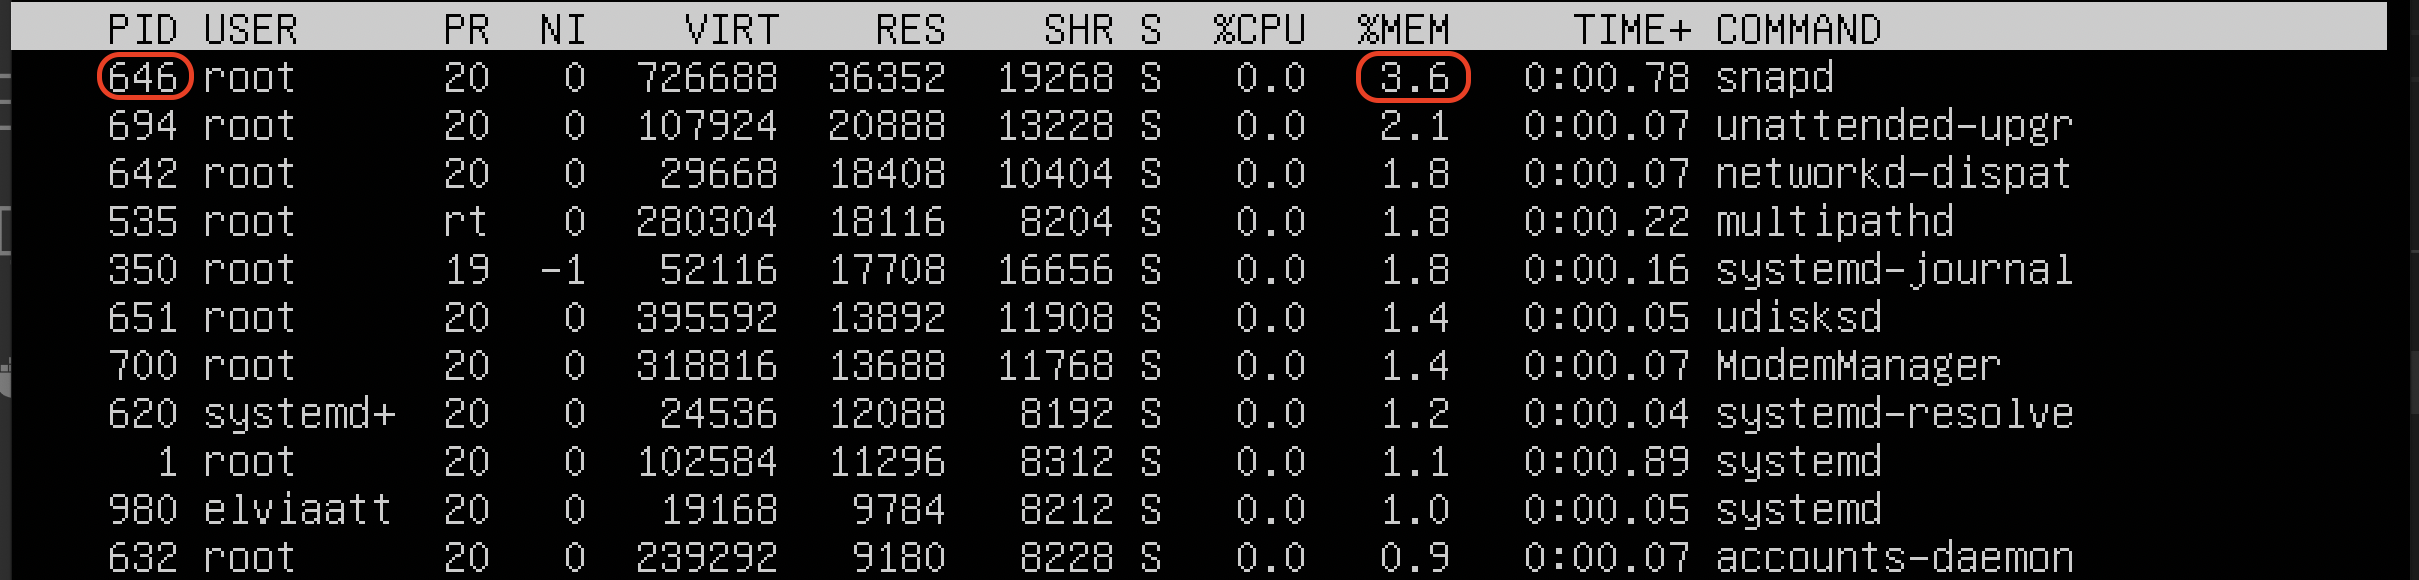 PID USER PR NI VIRT RES SHR S %CPU %MEM TIME+ COMMAND
646 root 20 0 726688 36352 19268 S 0.0 3.6 0:00.78 snapd
694 root 20 0 107924 20888 13228 S 0.0 2.1 0:00.07 unattended-upgr
642 root 20 0 29668 18408 10404 S 0.0 1.8 0:00.07 networkd-dispat
535 root rt 0 280304 18116 8204 S 0.0 1.8 0:00.22 multipathd
350 root 19 -1 52116 17708 16656 S 0.0 1.8 0:00.16 systemd-journal
651 root 20 0 395592 13892 11908 S 0.0 1.4 0:00.05 udisksd
700 root 20 0 318816 13688 11768 S 0.0 1.4 0:00.07 ModemManager
620 systemd+ 20 0 24536 12088 8192 S 0.0 1.2 0:00.04 systemd-resolve
1 root 20 0 102584 11296 8312 S 0.0 1.1 0:00.89 systemd
980 elviaatt 20 0 19168 9784 8212 S 0.0 1.0 0:00.05 systemd
632 root 20 0 239292 9180 8228 S 0.0 0.9 0:00.07 accounts-daemon